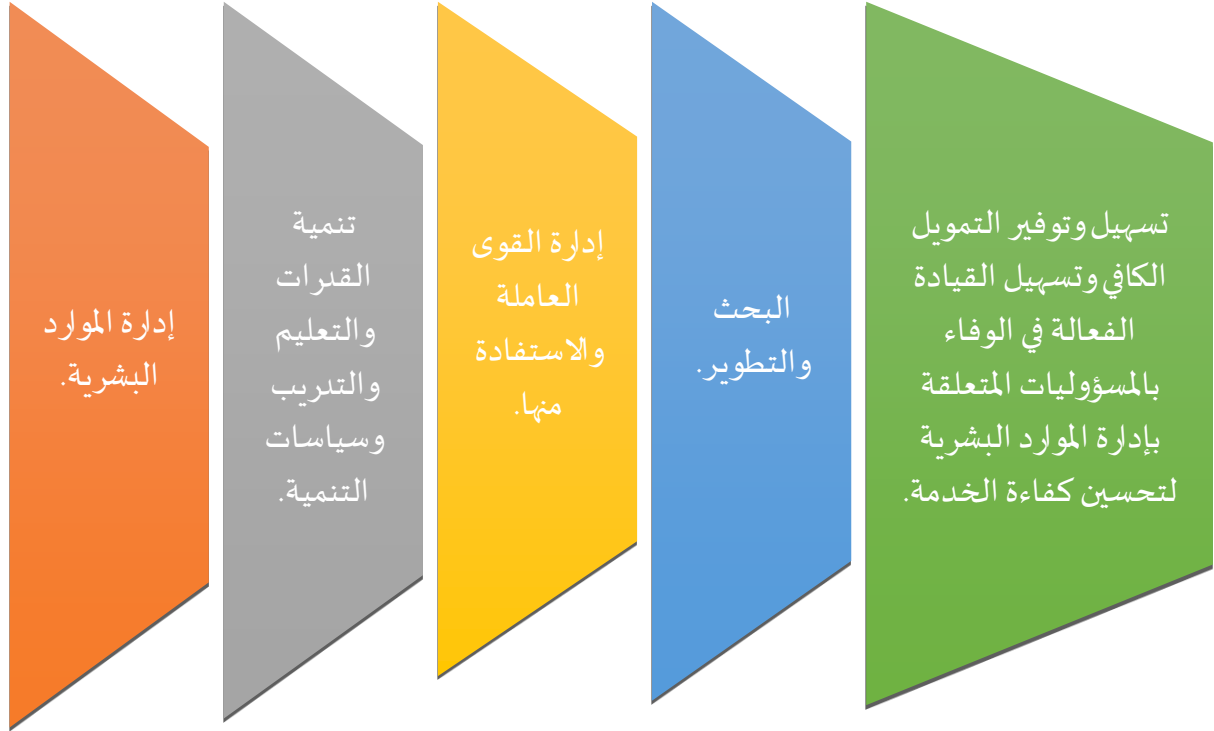 تسهيل وتوفير التمويل
الكافي وتسهيل القيادة
الفعالة في الوفاء
بالمسؤوليات المتعلقة
بإدارة الموارد البشرية
لتحسين كفاءة الخدمة.
البحث
والتطوير.
إدارة القوى
العاملة
والاستفادة
منها.
تنمية
القدرات
والتعليم
والتدريب
وسياسات
التنمية.
إدارة الموارد
البشرية.